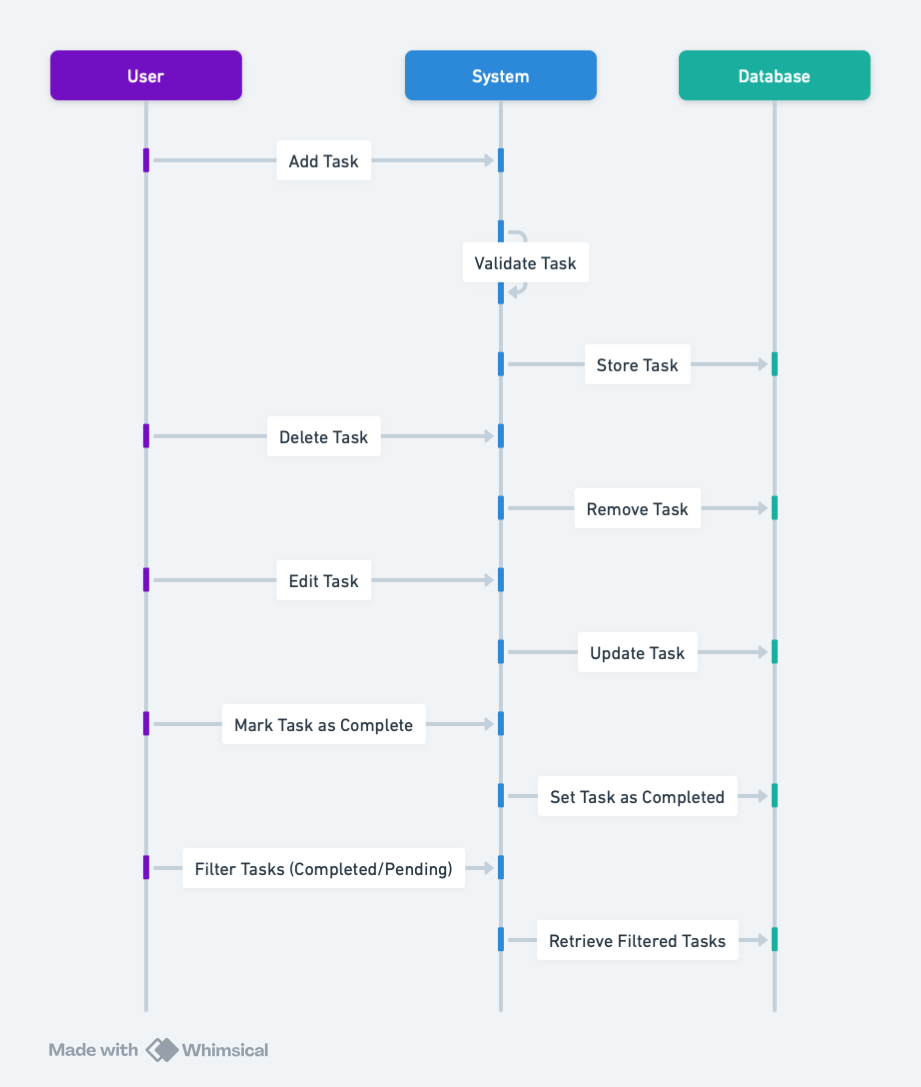 User
System
Database
Add Task
Validate Task
Store Task
Delete Task
Remove Task
Edit Task
Update Task
Mark Task as Complete
Set Task as Completed
Filter Tasks (Completed/Pending)
Retrieve Filtered Tasks
Made with Whimsical